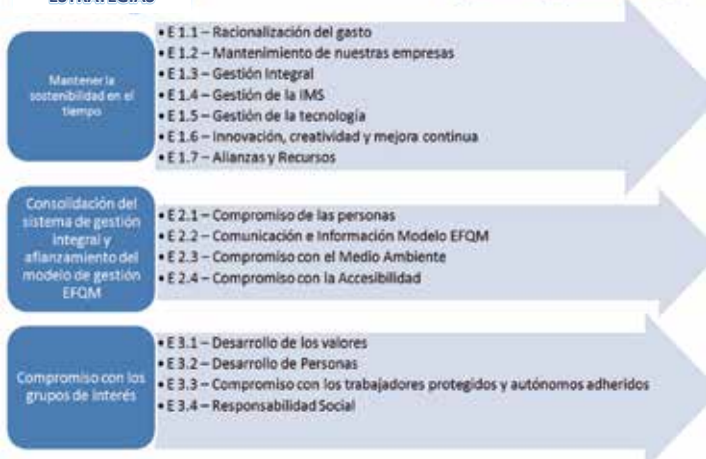 ESTRATEGIAS
Mantener la
sostenibilidad en el
tiempo
• E 1.1 – Racionalización del gasto
• E 1.2 – Mantenimiento de nuestras empresas
• E 1.3 – Gestión Integral
• E 1.4 – Gestión de la IMS
• E 1.5 – Gestión de la tecnología
• E 1.6 – Innovación, creatividad y mejora continua
• E 1.7 – Alianzas y Recursos
Consolidación del
sistema de gestión
integral y
afianzamiento del
modelo de gestión
EFQM
• E 2.1 – Compromiso de las personas
• E 2.2 – Comunicación e Información Modelo EFQM
• E 2.3 – Compromiso con el Medio Ambiente
• E 2.4 – Compromiso con la Accesibilidad
Compromiso con los
grupos de interés
• E 3.1 – Desarrollo de los valores
• E 3.2 – Desarrollo de Personas
• E 3.3 – Compromiso con los trabajadores protegidos y autónomos adheridos
• E 3.4 – Responsabilidad Social